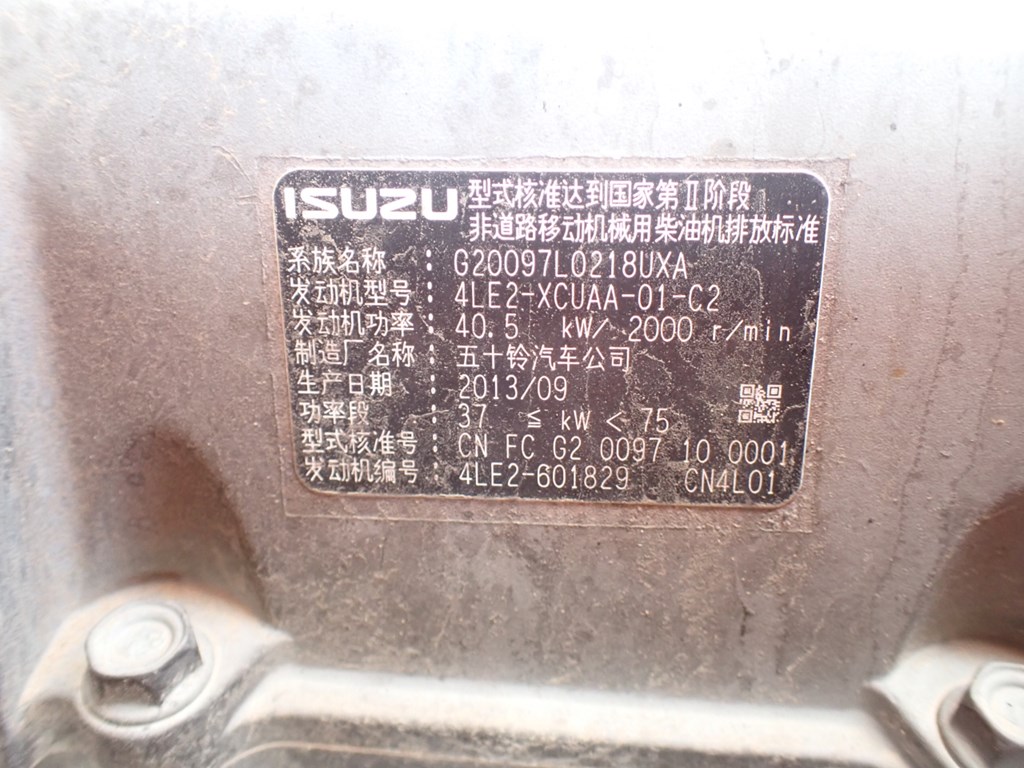 ISUZU 型式核准达到国家第Ⅱ阶段
非道路移动机械用柴油机排放标准
系族名称 : G20097L0218UXA
发动机型号 : 4LE2-XCUAA-01-C2
发动机功率 : 40.5 kW/ 2000 r/min
制造厂名称 : 五十铃汽车公司
生产日期 : 2013/09
功率段 : 37 ≦ kW < 75
型式核准号 : CN FC G2 0097 10 0001
发动机编号 : 4LE2-601829 CN4L01